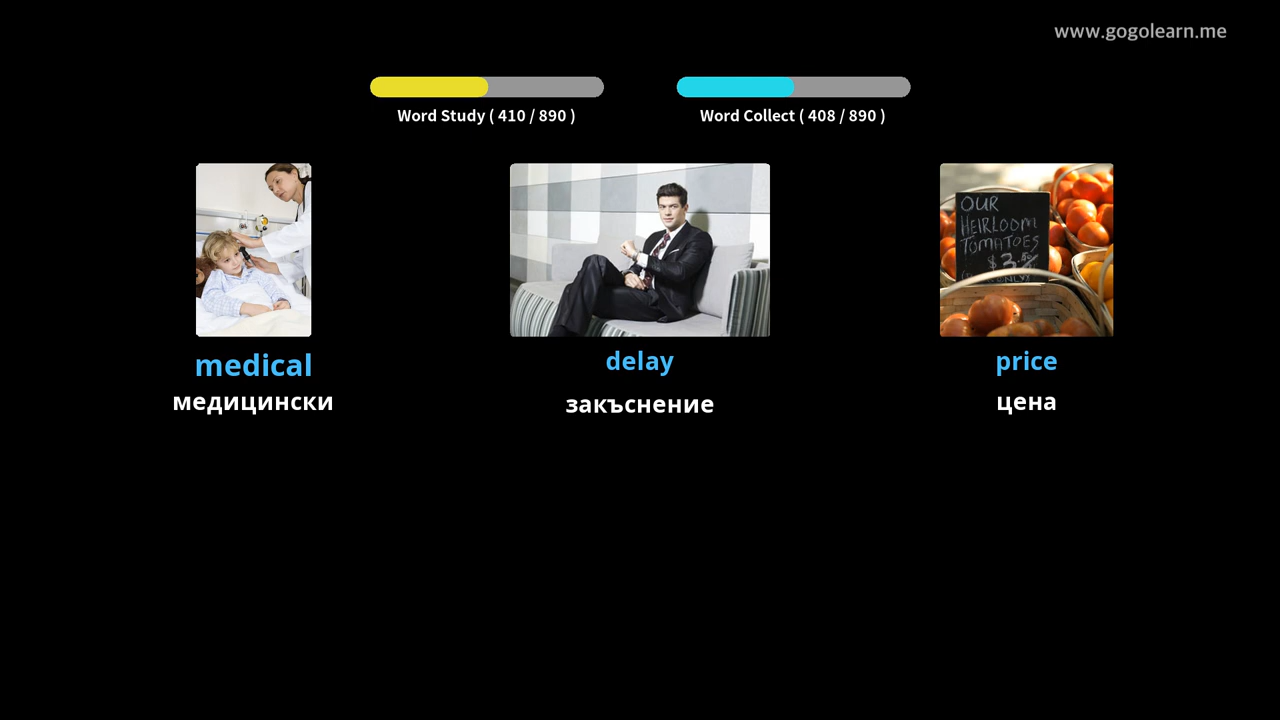 www.gogolearn.me
Word Study ( 410 / 890 )
Word Collect ( 408 / 890 )
OUR
HEIRLOOM
TOMATOES
medical
delay
price
медицински
закъснение
цена